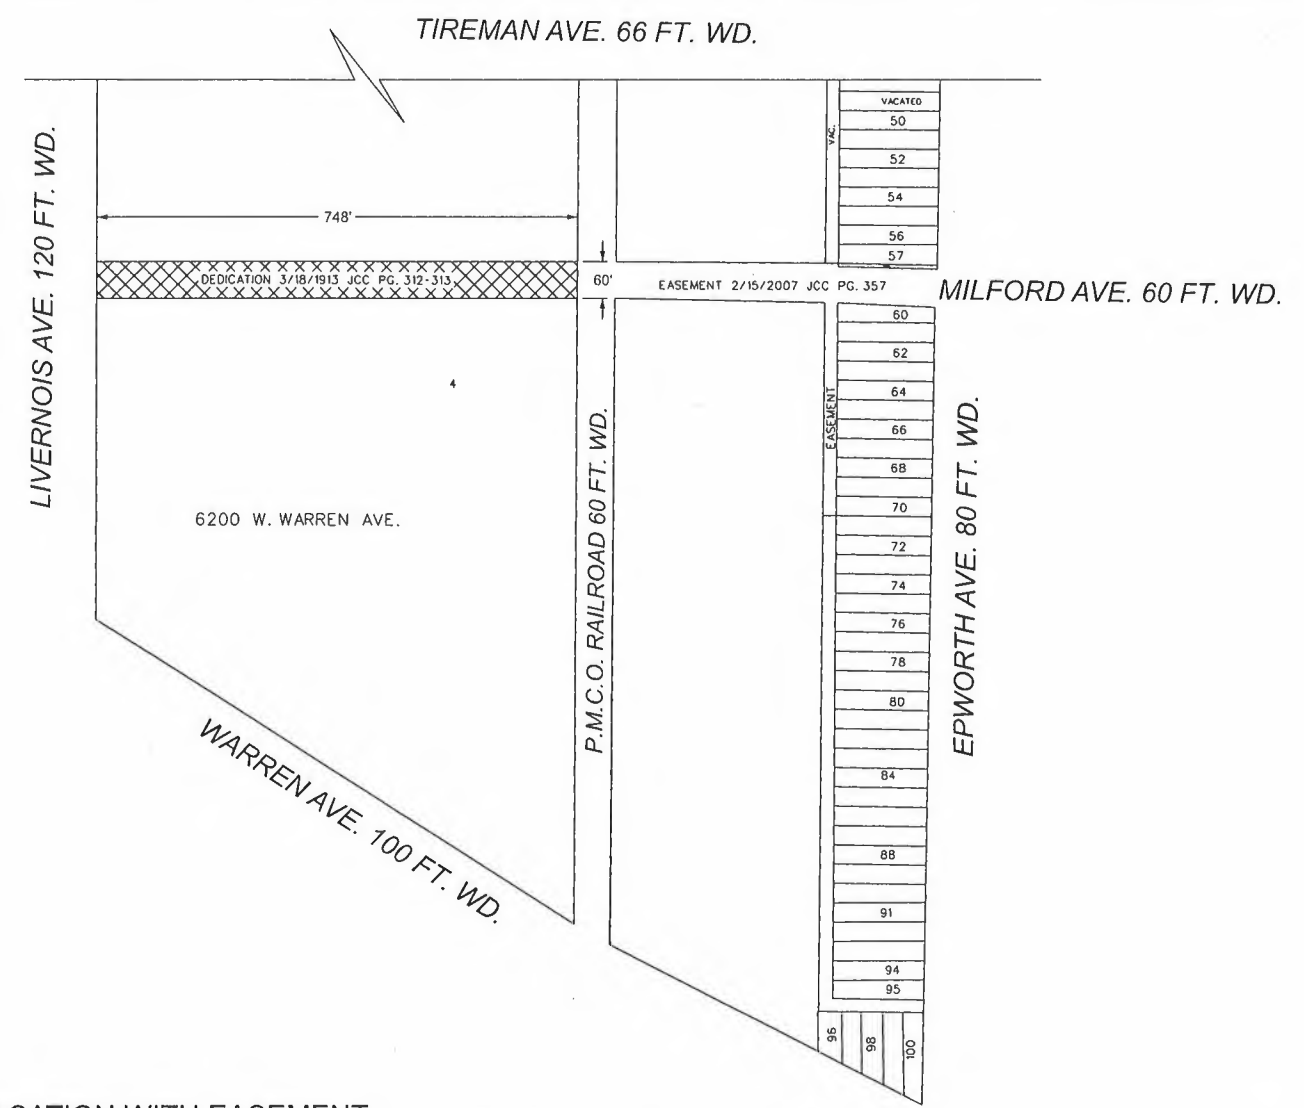 TIREMAN AVE. 66 FT. WD.
VACATED
50
VAC.
52
54
748'
56
57
LIVERNOIS AVE. 120 FT. WD.
DEDICATION 3/18/1913 JCC PG. 312-313
60'
EASEMENT 2/15/2007 JCC PG. 357
MILFORD AVE. 60 FT. WD.
60
62
4
64
EASEMENT
66
68
70
6200 W. WARREN AVE.
P.M.C.O. RAILROAD 60 FT. WD.
EPWORTH AVE. 80 FT. WD.
72
74
76
78
80
WARREN AVE. 100 FT. WD.
84
88
91
94
95
96
98
100